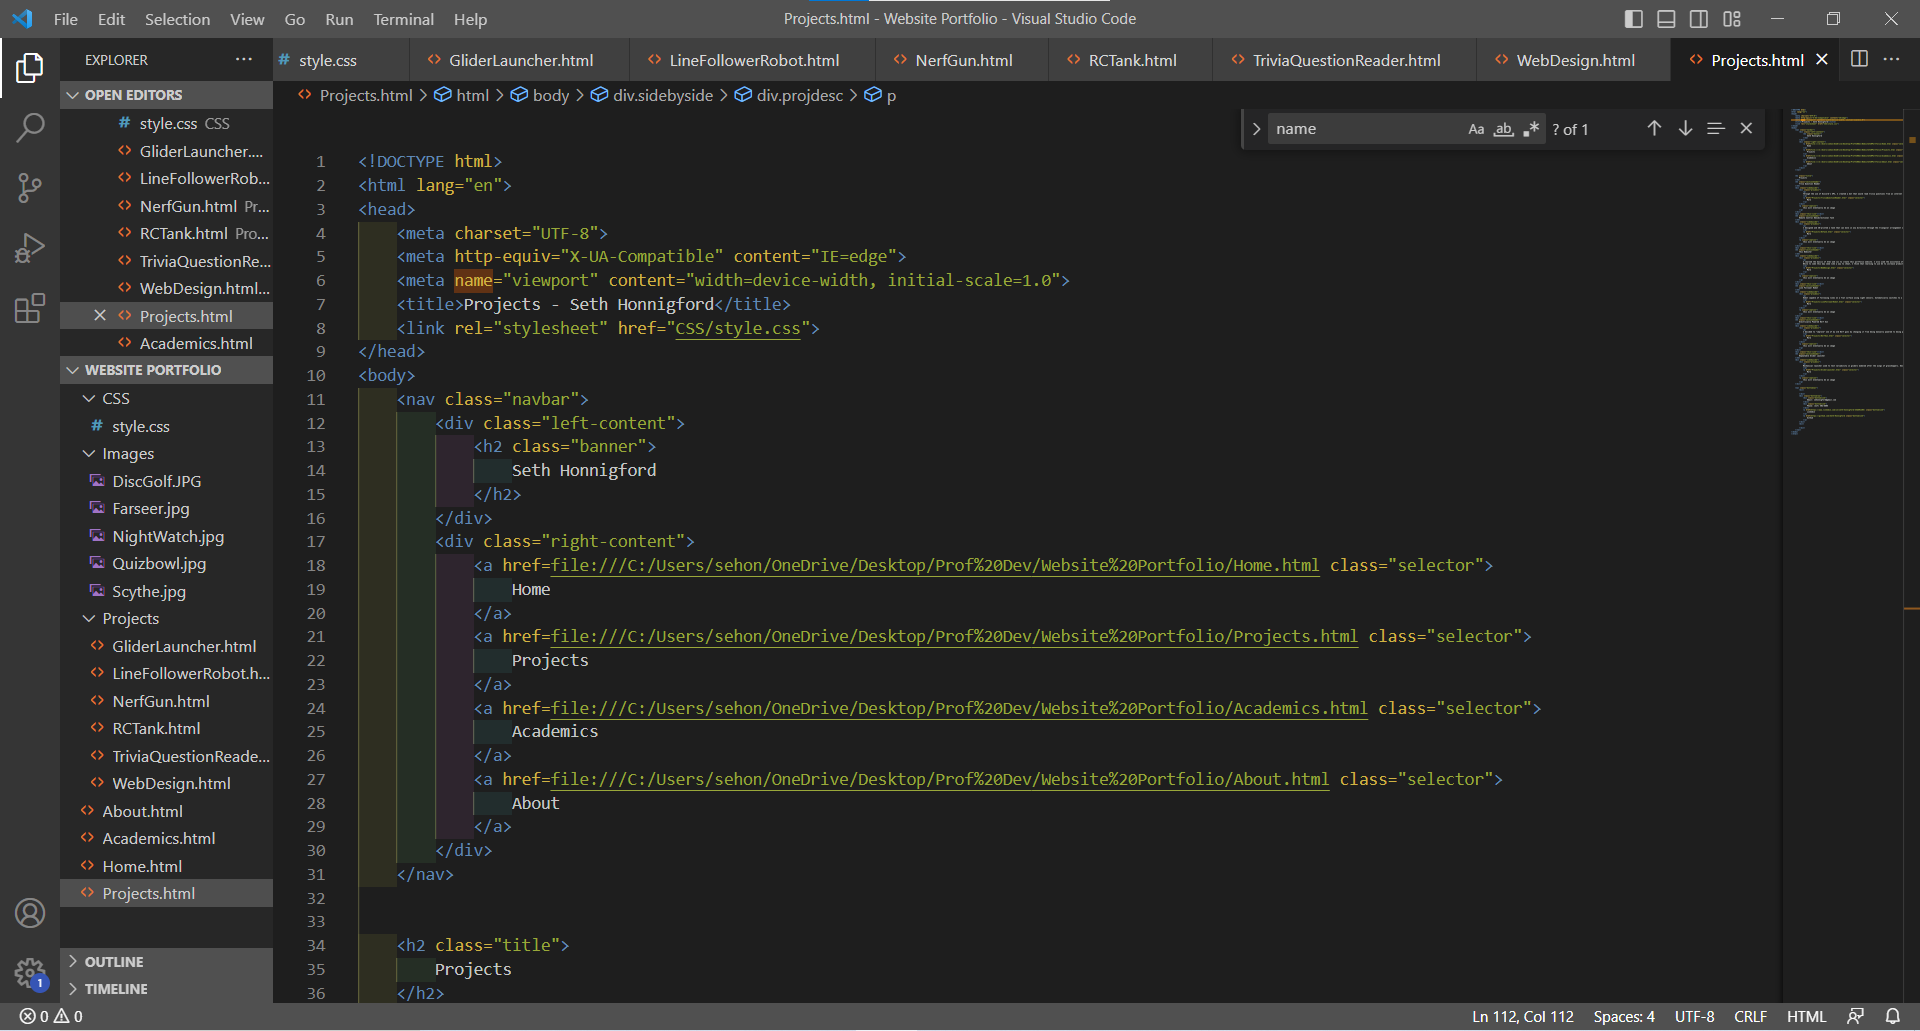 File Edit Selection View Go Run Terminal Help
Projects.html - Website Portfolio - Visual Studio Code
EXPLORER
style.css
GliderLauncher.html
LineFollowerRobot.html
NerfGun.html
RCTank.html
TriviaQuestionReader.html
WebDesign.html
Projects.html
OPEN EDITORS
style.css CSS
GliderLauncher....
LineFollowerRob...
NerfGun.html Pr...
RCTank.html Pro...
TriviaQuestionRe...
WebDesign.html...
Projects.html
Academics.html
WEBSITE PORTFOLIO
CSS
style.css
Images
DiscGolf.JPG
Farseer.jpg
NightWatch.jpg
Quizbowl.jpg
Scythe.jpg
Projects
GliderLauncher.html
LineFollowerRobot.h...
NerfGun.html
RCTank.html
TriviaQuestionReade...
WebDesign.html
About.html
Academics.html
Home.html
Projects.html
OUTLINE
TIMELINE
1
Projects.html > html > body > div.sidebyside > div.projdesc > p
name Aa ab .* ? of 1
1 <!DOCTYPE html>
2 <html lang="en">
3 <head>
4 <meta charset="UTF-8">
5 <meta http-equiv="X-UA-Compatible" content="IE=edge">
6 <meta name="viewport" content="width=device-width, initial-scale=1.0">
7 <title>Projects - Seth Honnigford</title>
8 <link rel="stylesheet" href="CSS/style.css">
9 </head>
10 <body>
11 <nav class="navbar">
12 <div class="left-content">
13 <h2 class="banner">
14 Seth Honnigford
15 </h2>
16 </div>
17 <div class="right-content">
18 <a href=file:///C:/Users/sehon/OneDrive/Desktop/Prof%20Dev/Website%20Portfolio/Home.html class="selector">
19 Home
20 </a>
21 <a href=file:///C:/Users/sehon/OneDrive/Desktop/Prof%20Dev/Website%20Portfolio/Projects.html class="selector">
22 Projects
23 </a>
24 <a href=file:///C:/Users/sehon/OneDrive/Desktop/Prof%20Dev/Website%20Portfolio/Academics.html class="selector">
25 Academics
26 </a>
27 <a href=file:///C:/Users/sehon/OneDrive/Desktop/Prof%20Dev/Website%20Portfolio/About.html class="selector">
28 About
29 </a>
30 </div>
31 </nav>
32
33
34 <h2 class="title">
35 Projects
36 </h2>
0 0
Ln 112, Col 112 Spaces: 4 UTF-8 CRLF HTML